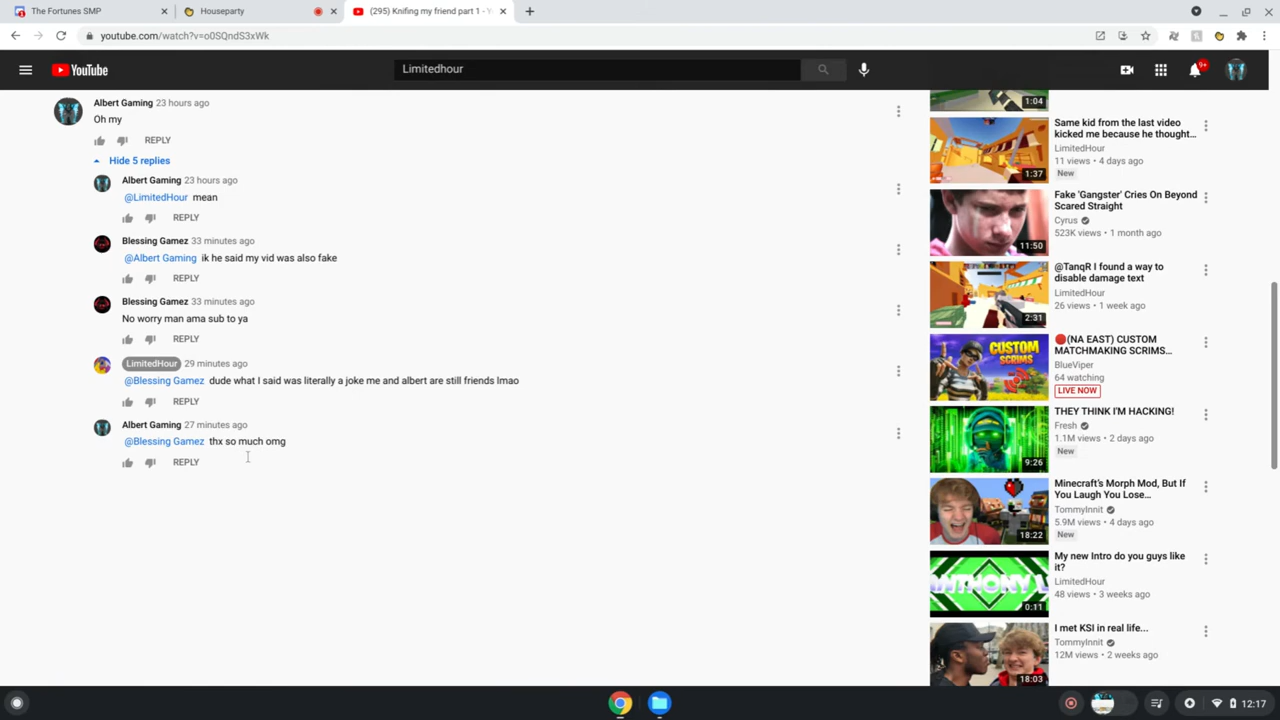 The Fortunes SMP
Houseparty
(295) Knifing my friend part 1 - Y
youtube.com/watch?v=o0SQndS3xWk
YouTube
Limitedhour
9+
Albert Gaming 23 hours ago
Oh my
REPLY
Hide 5 replies
Albert Gaming 23 hours ago
@LimitedHour mean
REPLY
Blessing Gamez 33 minutes ago
@Albert Gaming ik he said my vid was also fake
REPLY
Blessing Gamez 33 minutes ago
No worry man ama sub to ya
REPLY
LimitedHour 29 minutes ago
@Blessing Gamez dude what I said was literally a joke me and albert are still friends lmao
REPLY
Albert Gaming 27 minutes ago
@Blessing Gamez thx so much omg
REPLY
1:04
Same kid from the last video
kicked me because he thought...
LimitedHour
11 views • 4 days ago
New
1:37
Fake 'Gangster' Cries On Beyond
Scared Straight
Cyrus
523K views • 1 month ago
11:50
@TanqR I found a way to
disable damage text
LimitedHour
26 views • 1 week ago
2:31
CUSTOM
SCRIMS
🔴(NA EAST) CUSTOM
MATCHMAKING SCRIMS...
BlueViper
64 watching
LIVE NOW
THEY THINK I'M HACKING!
Fresh
1.1M views • 2 days ago
New
9:26
Minecraft's Morph Mod, But If
You Laugh You Lose...
TommyInnit
5.9M views • 4 days ago
New
18:22
My new Intro do you guys like
it?
LimitedHour
48 views • 3 weeks ago
0:11
I met KSI in real life...
TommyInnit
12M views • 2 weeks ago
18:03
12:17